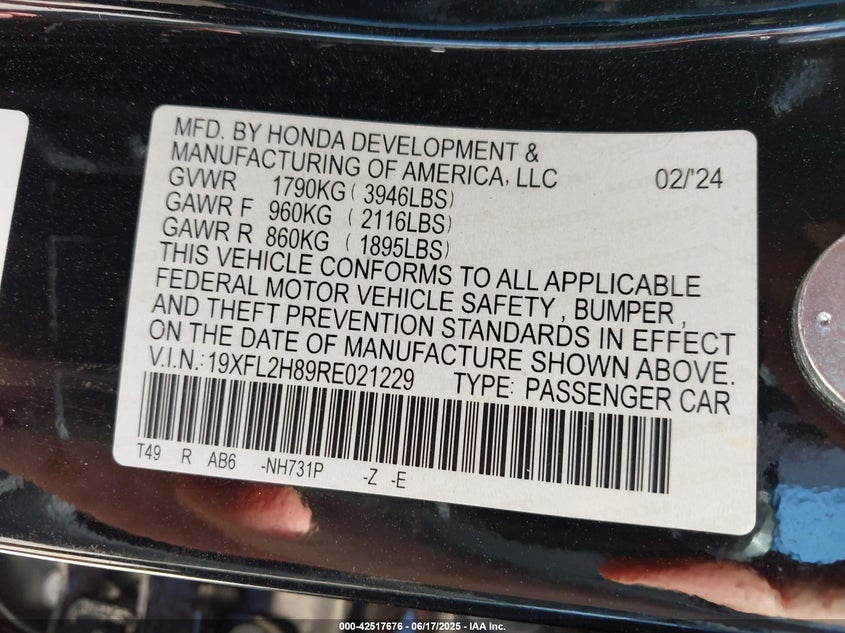 MFD. BY HONDA DEVELOPMENT &
MANUFACTURING OF AMERICA, LLC 02/'24
GVWR 1790KG ( 3946LBS)
GAWR F 960KG ( 2116LBS)
GAWR R 860KG ( 1895LBS)
THIS VEHICLE CONFORMS TO ALL APPLICABLE
FEDERAL MOTOR VEHICLE SAFETY , BUMPER ,
AND THEFT PREVENTION STANDARDS IN EFFECT
ON THE DATE OF MANUFACTURE SHOWN ABOVE.
V.I.N.: 19XFL2H89RE021229 TYPE: PASSENGER CAR
T49 R AB6 -NH731P -Z -E
000-42517676 - 06/17/2025 - IAA Inc.